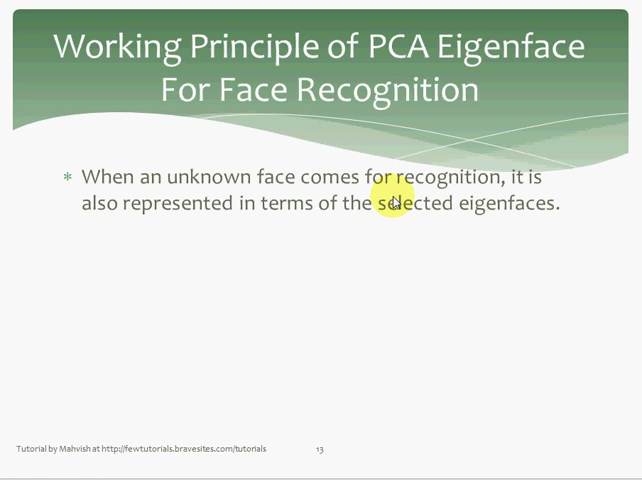 Working Principle of PCA Eigenface
For Face Recognition
* When an unknown face comes for recognition, it is
also represented in terms of the selected eigenfaces.
Tutorial by Mahvish at http://fewtutorials.bravesites.com/tutorials 13